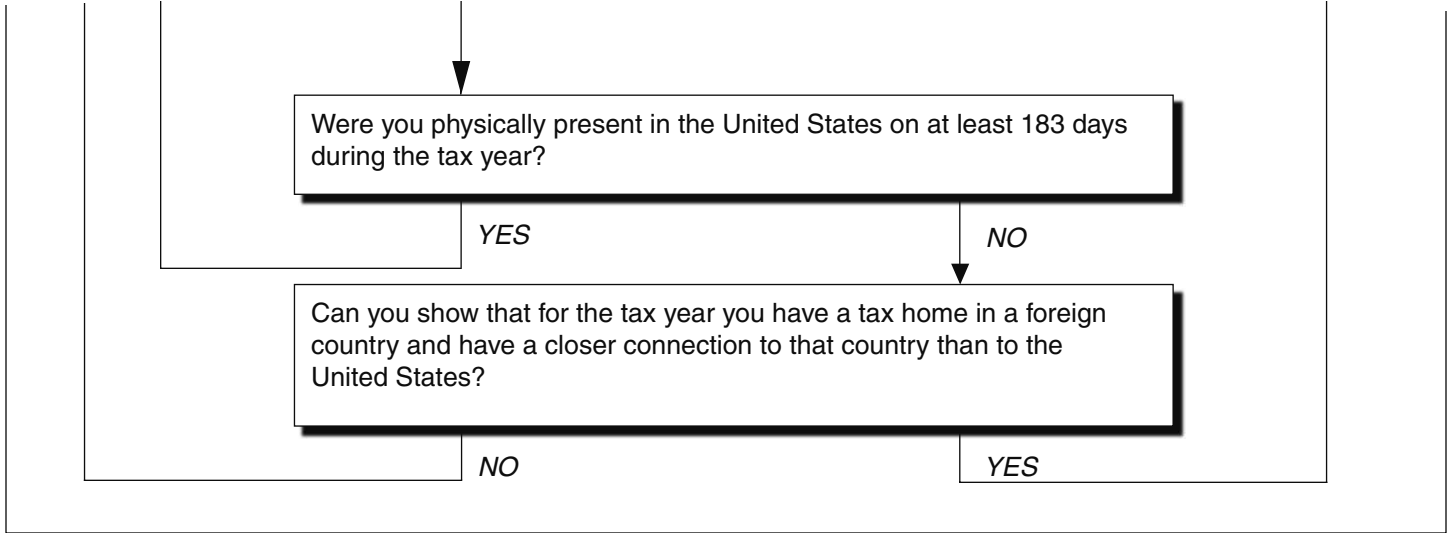 Were you physically present in the United States on at least 183 days
during the tax year?
YES
NO
Can you show that for the tax year you have a tax home in a foreign
country and have a closer connection to that country than to the
United States?
NO
YES